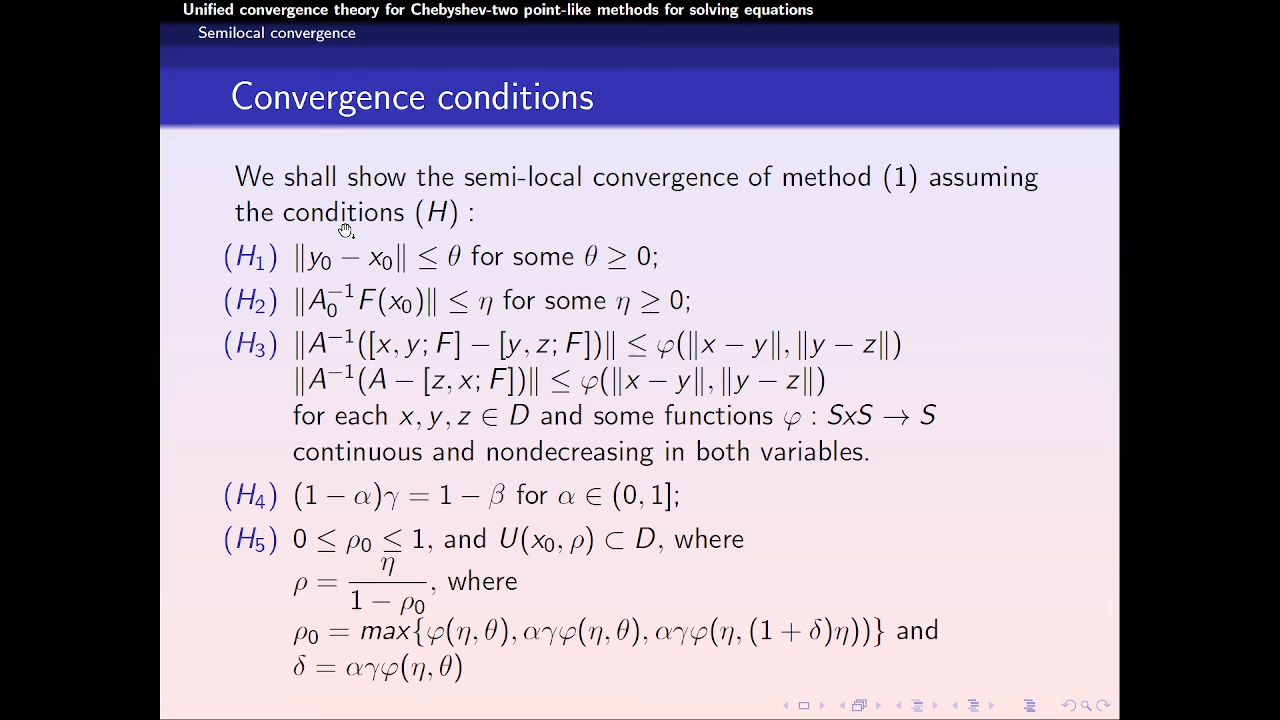 Unified convergence theory for Chebyshev-two point-like methods for solving equations
Semilocal convergence
Convergence conditions
We shall show the semi-local convergence of method (1) assuming
the conditions (H) :
(H₁) ‖y₀ − x₀‖ ≤ θ for some θ ≥ 0;
(H₂) ‖A₀⁻¹F(x₀)‖ ≤ η for some η ≥ 0;
(H₃) ‖A⁻¹([x, y; F] − [y, z; F])‖ ≤ φ(‖x − y‖, ‖y − z‖)
‖A⁻¹(A − [z, x; F])‖ ≤ φ(‖x − y‖, ‖y − z‖)
for each x, y, z ∈ D and some functions φ : SxS → S
continuous and nondecreasing in both variables.
(H₄) (1 − α)γ = 1 − β for α ∈ (0, 1];
(H₅) 0 ≤ ρ₀ ≤ 1, and U(x₀, ρ) ⊂ D, where
ρ = η / (1 − ρ₀), where
ρ₀ = max{φ(η, θ), αγφ(η, θ), αγφ(η, (1 + δ)η))} and
δ = αγφ(η, θ)